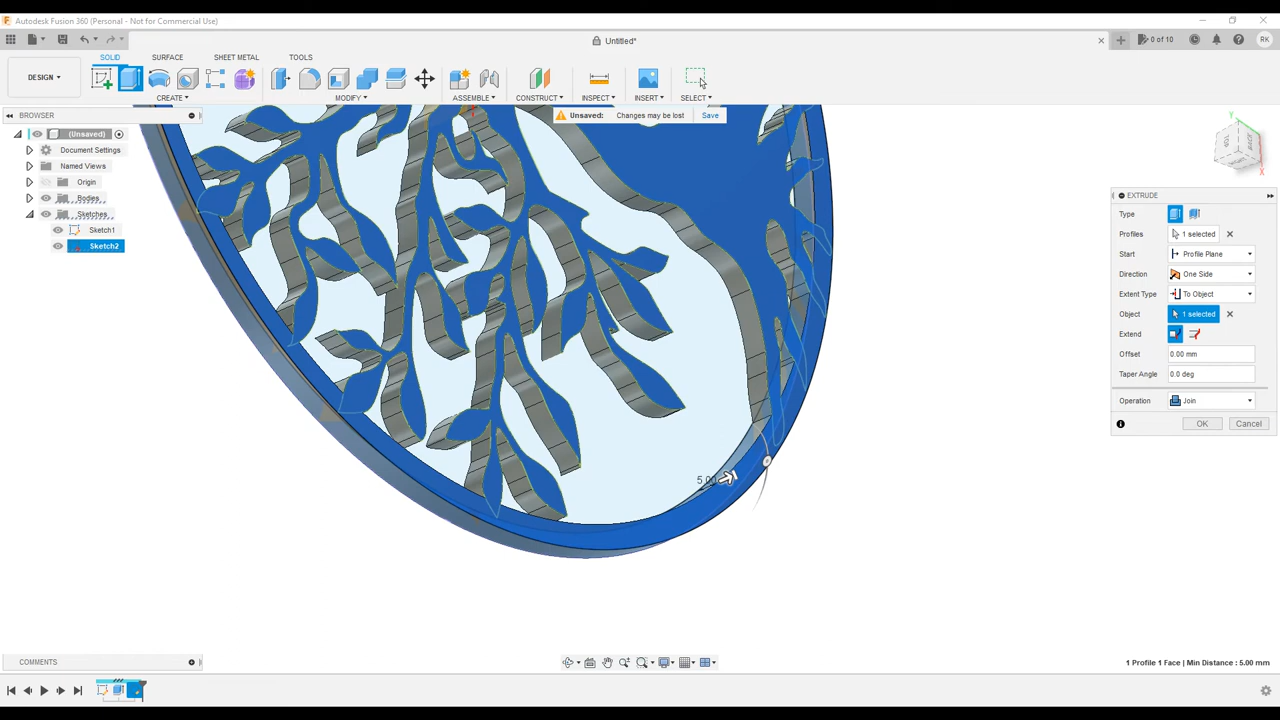 Autodesk Fusion 360 (Personal - Not for Commercial Use)
Untitled*
0 of 10
RK
DESIGN
SOLID
SURFACE
SHEET METAL
TOOLS
CREATE
MODIFY
ASSEMBLE
CONSTRUCT
INSPECT
INSERT
SELECT
BROWSER
Unsaved: Changes may be lost Save
(Unsaved)
Document Settings
Named Views
Origin
Bodies
Sketches
Sketch1
Sketch2
Y
X
BACK
EXTRUDE
Type
Profiles 1 selected
Start Profile Plane
Direction One Side
Extent Type To Object
Object 1 selected
Extend
Offset 0.00 mm
Taper Angle 0.0 deg
Operation Join
OK Cancel
COMMENTS
1 Profile 1 Face | Min Distance : 5.00 mm